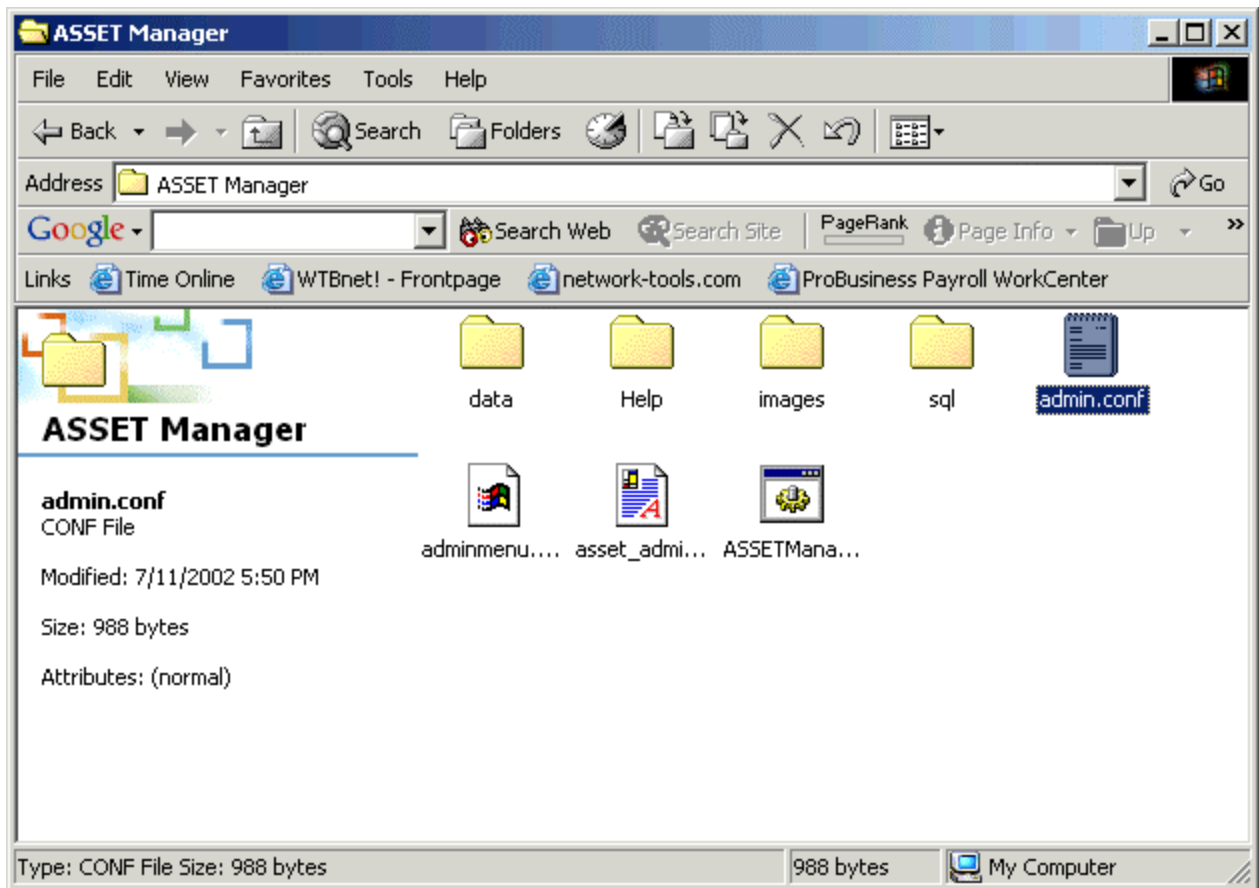 ASSET Manager
File Edit View Favorites Tools Help
Back Search Folders
Address ASSET Manager Go
Google Search Web Search Site PageRank Page Info Up »
Links Time Online WTBnet! - Frontpage network-tools.com ProBusiness Payroll WorkCenter
data Help images sql admin.conf
ASSET Manager
admin.conf
CONF File
adminmenu.... asset_admi... ASSETMana...
Modified: 7/11/2002 5:50 PM
Size: 988 bytes
Attributes: (normal)
Type: CONF File Size: 988 bytes 988 bytes My Computer